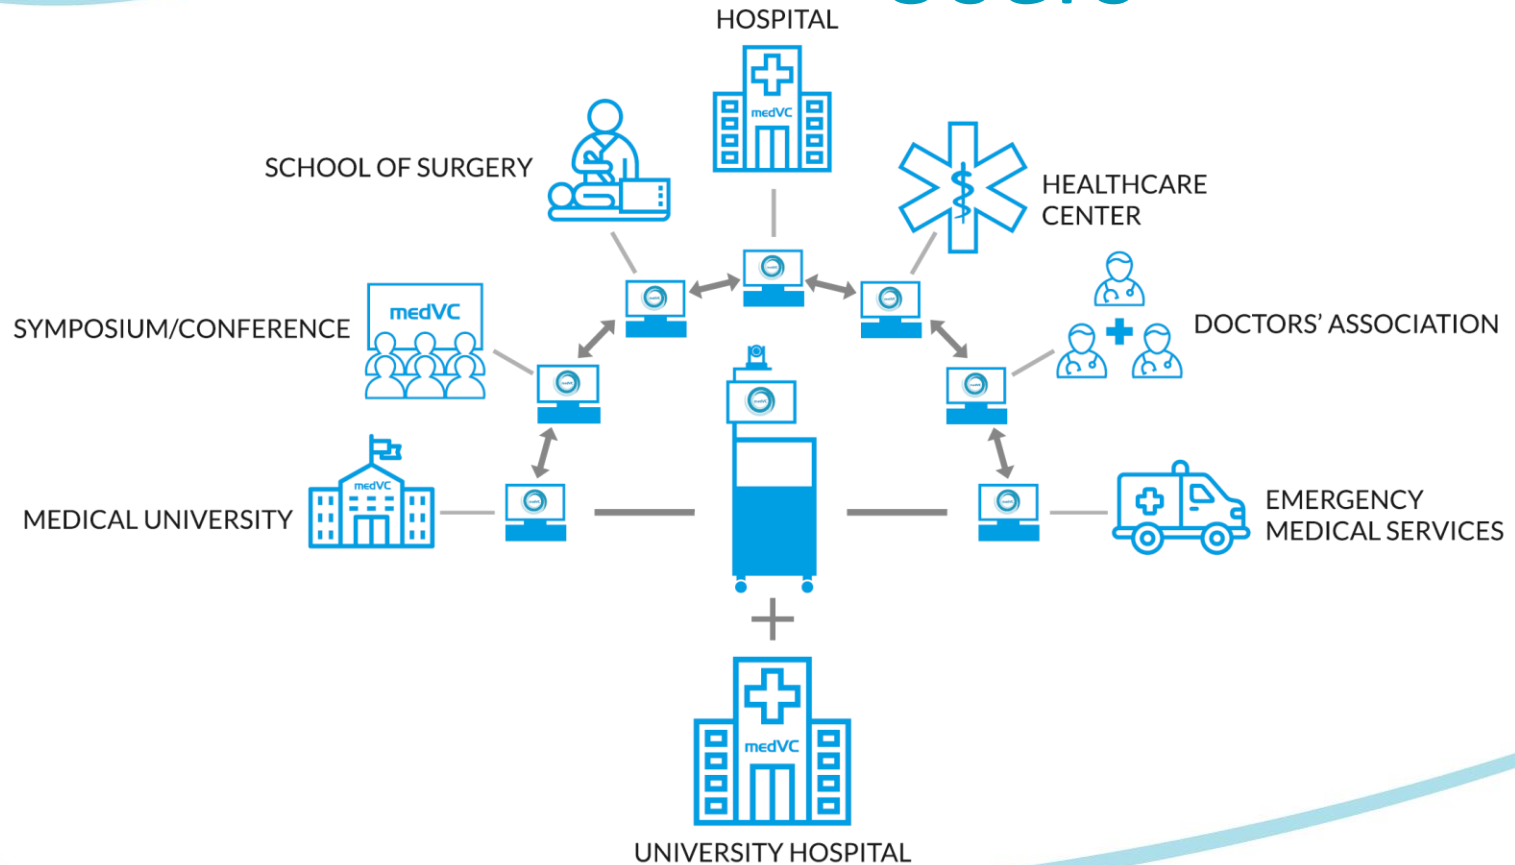 HOSPITAL
medVC
SCHOOL OF SURGERY
HEALTHCARE
CENTER
medVC
SYMPOSIUM/CONFERENCE
DOCTORS' ASSOCIATION
medVC
MEDICAL UNIVERSITY
EMERGENCY
MEDICAL SERVICES
medVC
UNIVERSITY HOSPITAL